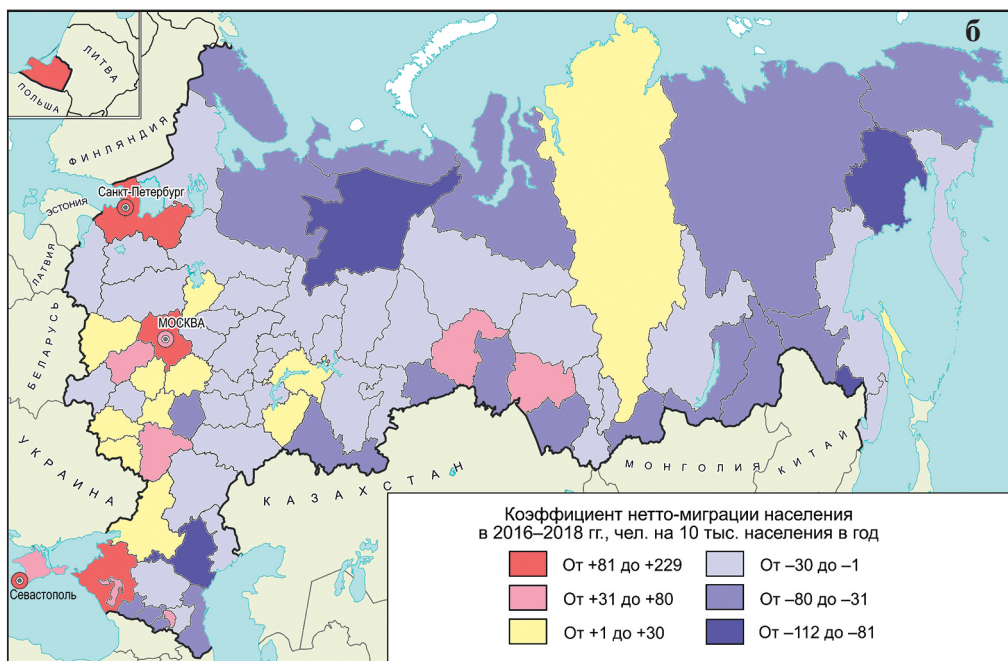 б
ЛИТВА
ПОЛЬША
ФИНЛЯНДИЯ
Санкт-Петербург
ЭСТОНИЯ
ЛАТВИЯ
БЕЛАРУСЬ
МОСКВА
УКРАИНА
КАЗАХСТАН
МОНГОЛИЯ
КИТАЙ
Севастополь
Коэффициент нетто-миграции населения
в 2016–2018 гг., чел. на 10 тыс. населения в год
От +81 до +229
От –30 до –1
От +31 до +80
От –80 до –31
От +1 до +30
От –112 до –81